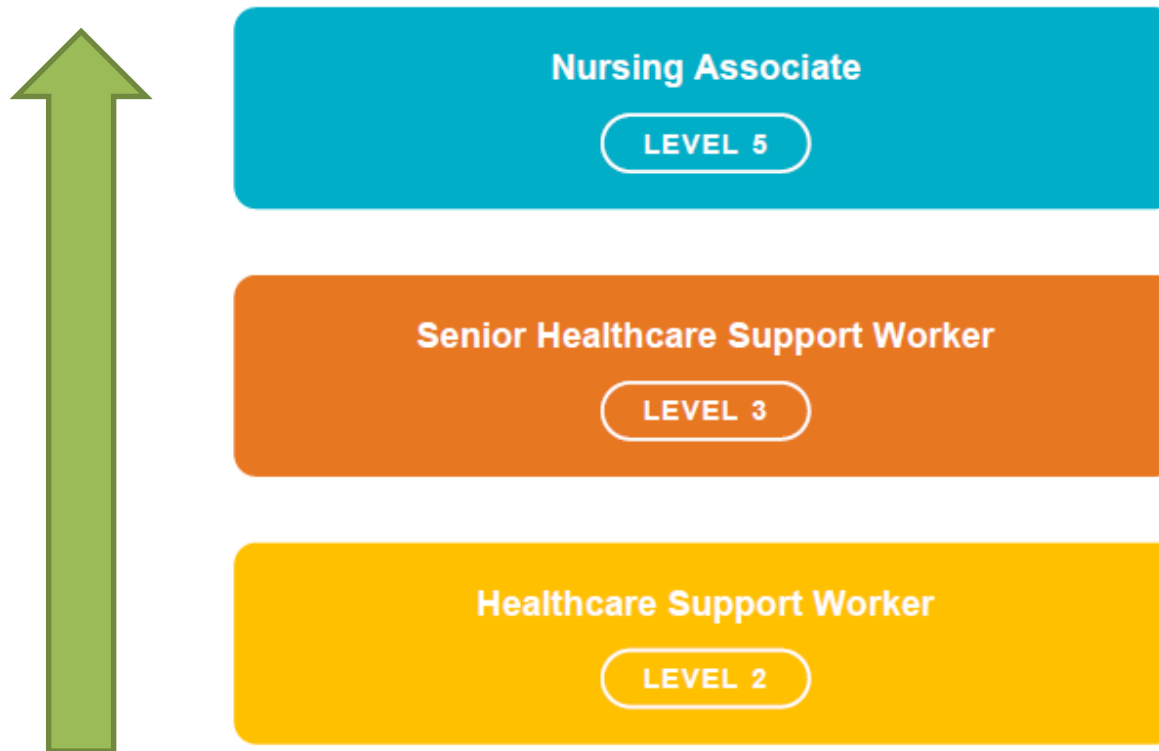 Nursing Associate
LEVEL 5
Senior Healthcare Support Worker
LEVEL 3
Healthcare Support Worker
LEVEL 2